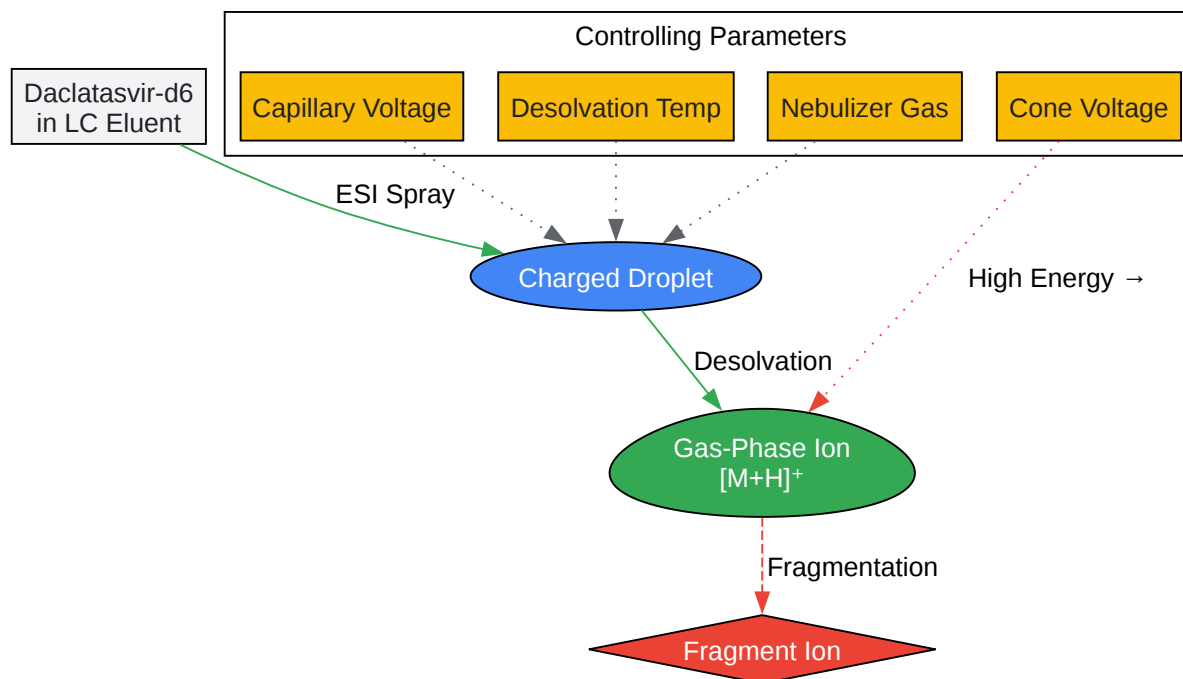 Controlling Parameters
Daclatasvir-d6
in LC Eluent
Capillary Voltage
Desolvation Temp
Nebulizer Gas
Cone Voltage
ESI Spray
Charged Droplet
High Energy →
Desolvation
Gas-Phase Ion
[M+H]⁺
Fragmentation
Fragment Ion